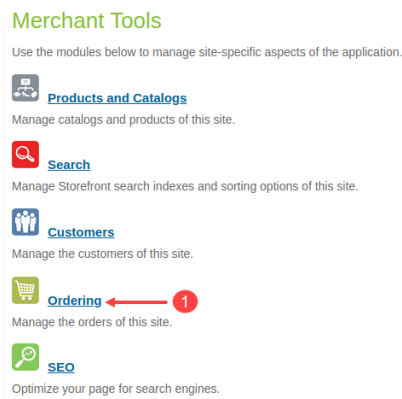 Merchant Tools
Use the modules below to manage site-specific aspects of the application.
Products and Catalogs
Manage catalogs and products of this site.
Search
Manage Storefront search indexes and sorting options of this site.
Customers
Manage the customers of this site.
Ordering 1
Manage the orders of this site.
SEO
Optimize your page for search engines.